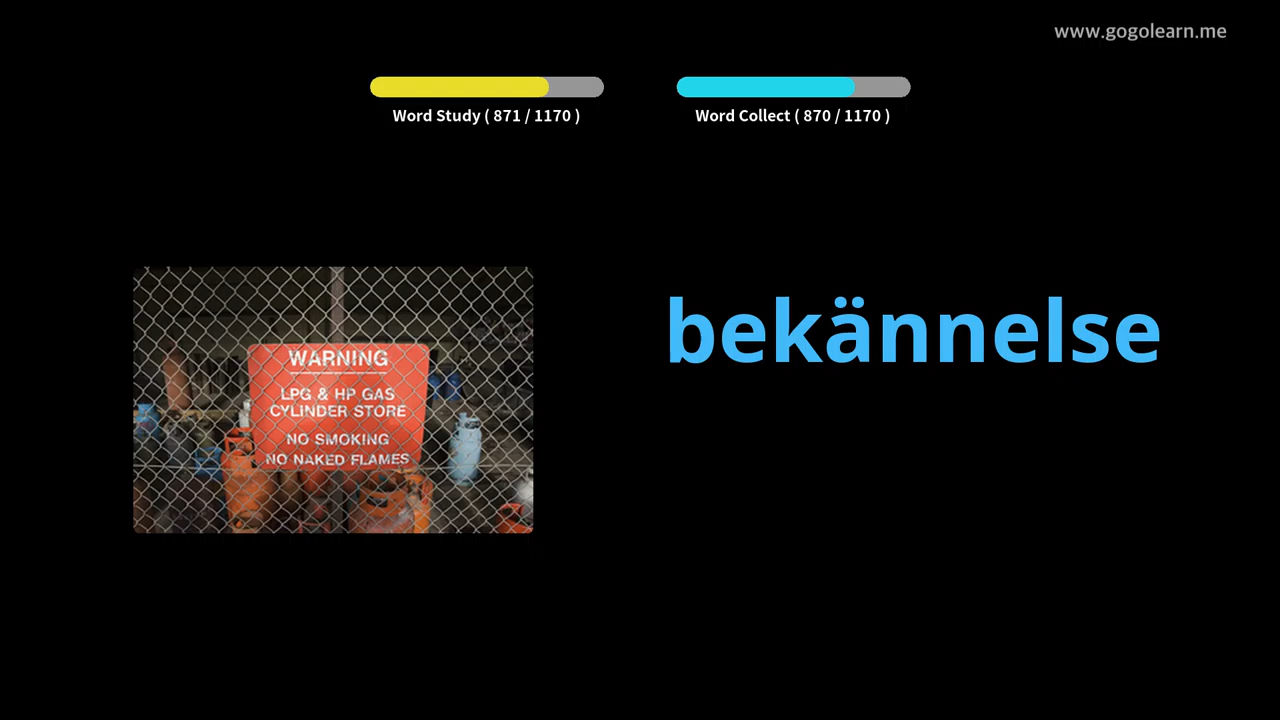 www.gogolearn.me
Word Study ( 871 / 1170 )
Word Collect ( 870 / 1170 )
bekännelse
WARNING
LPG & HP GAS
CYLINDER STORE
NO SMOKING
NO NAKED FLAMES